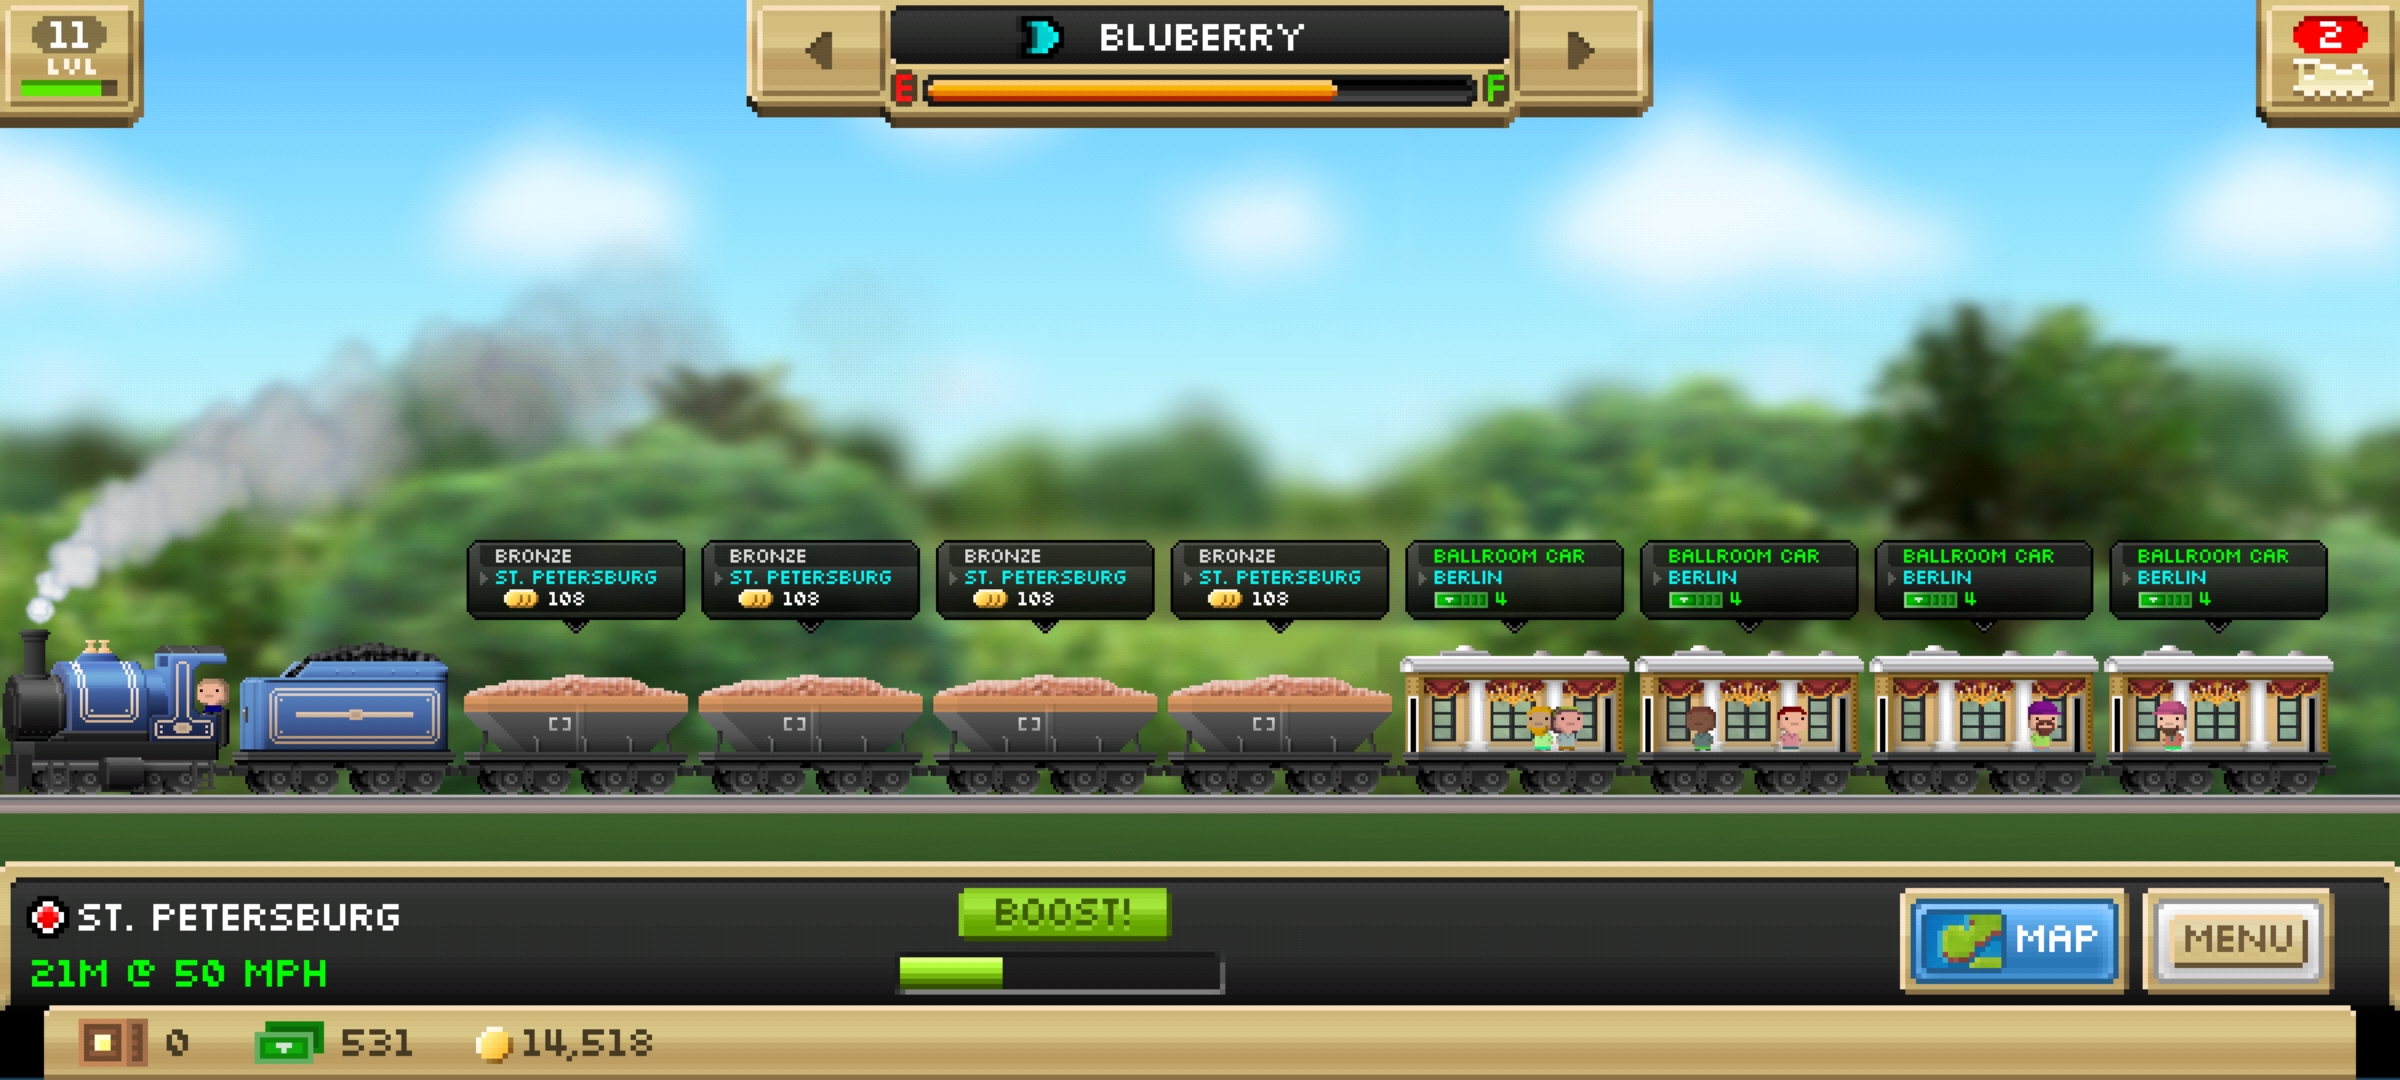 11
LVL
BLUBERRY
E F
2
BRONZE
ST. PETERSBURG
108
BRONZE
ST. PETERSBURG
108
BRONZE
ST. PETERSBURG
108
BRONZE
ST. PETERSBURG
108
BALLROOM CAR
BERLIN
4
BALLROOM CAR
BERLIN
4
BALLROOM CAR
BERLIN
4
BALLROOM CAR
BERLIN
4
ST. PETERSBURG
21M @ 50 MPH
BOOST!
MAP
MENU
0
531
14,518